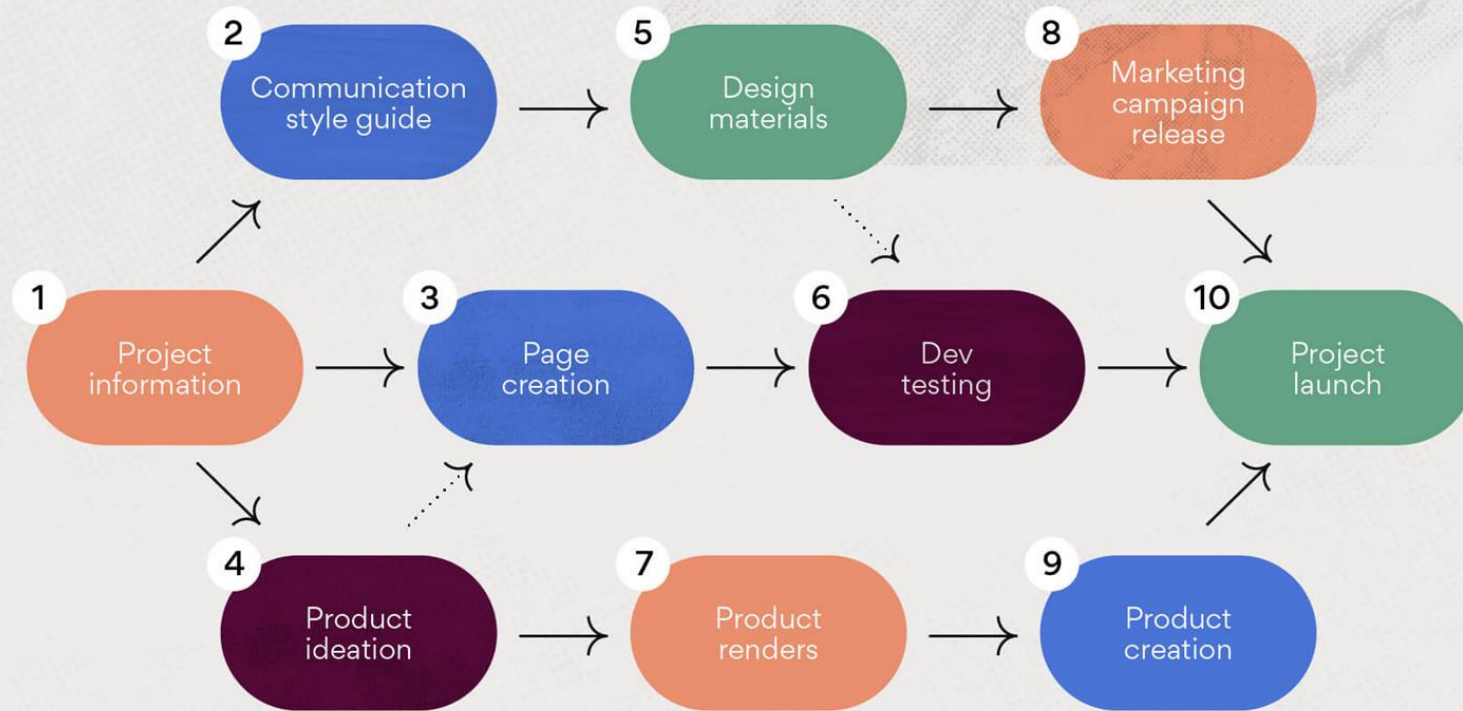 2
Communication
style guide
5
Design
materials
8
Marketing
campaign
release
1
Project
information
3
Page
creation
6
Dev
testing
10
Project
launch
4
Product
ideation
7
Product
renders
9
Product
creation